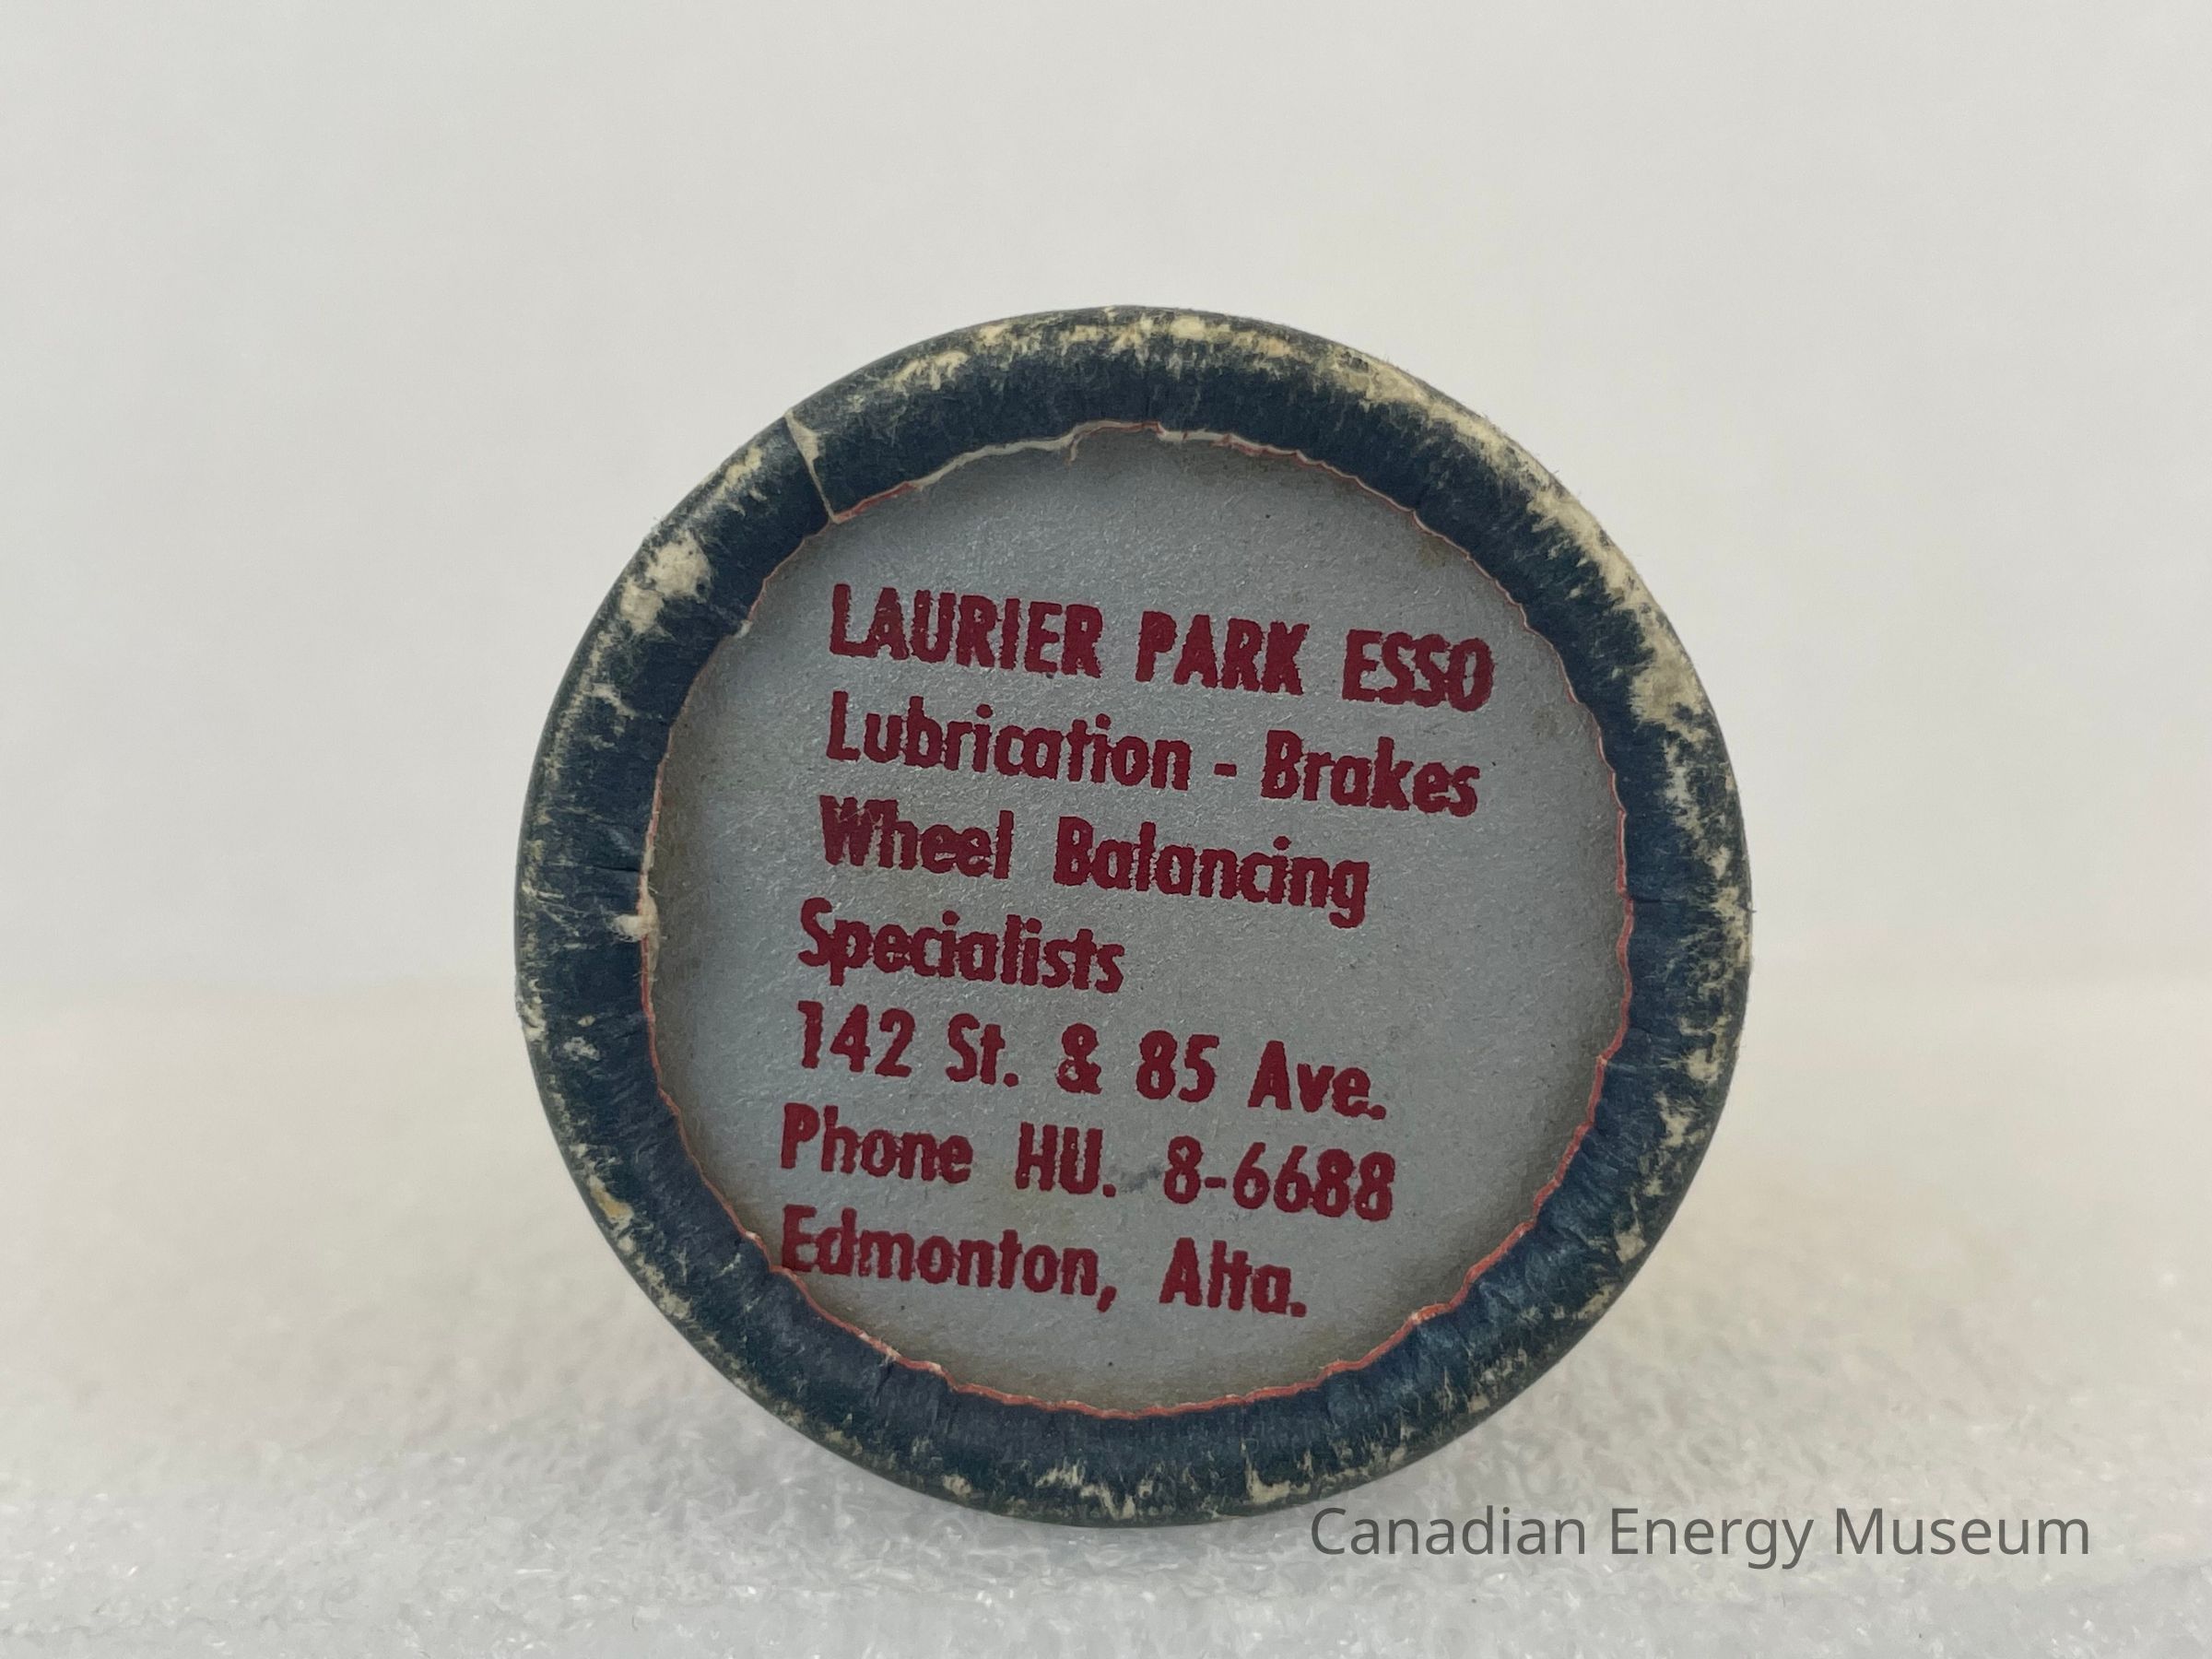 LAURIER PARK ESSO
Lubrication - Brakes
Wheel Balancing
Specialists
142 St. & 85 Ave.
Phone HU. 8-6688
Edmonton, Alta.
Canadian Energy Museum